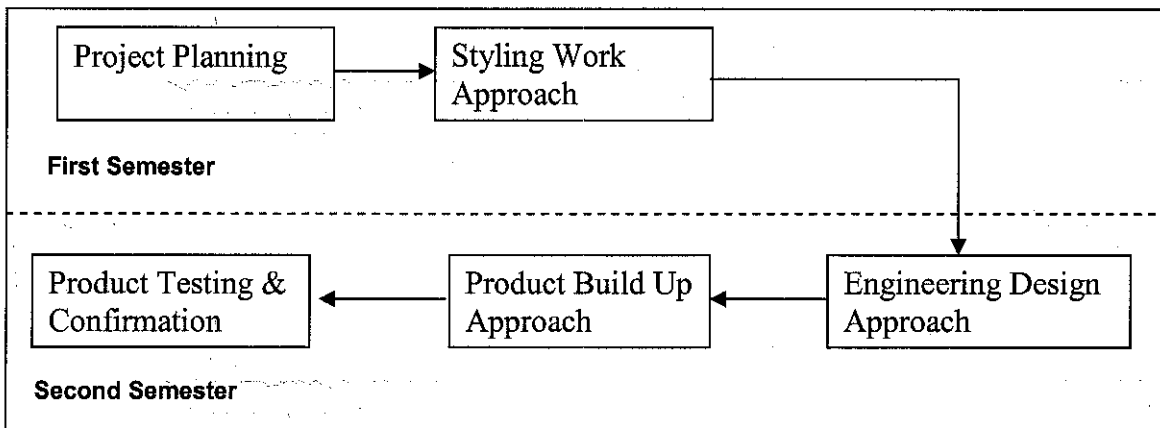 Project Planning
Styling Work
Approach
First Semester
Product Testing &
Confirmation
Product Build Up
Approach
Engineering Design
Approach
Second Semester